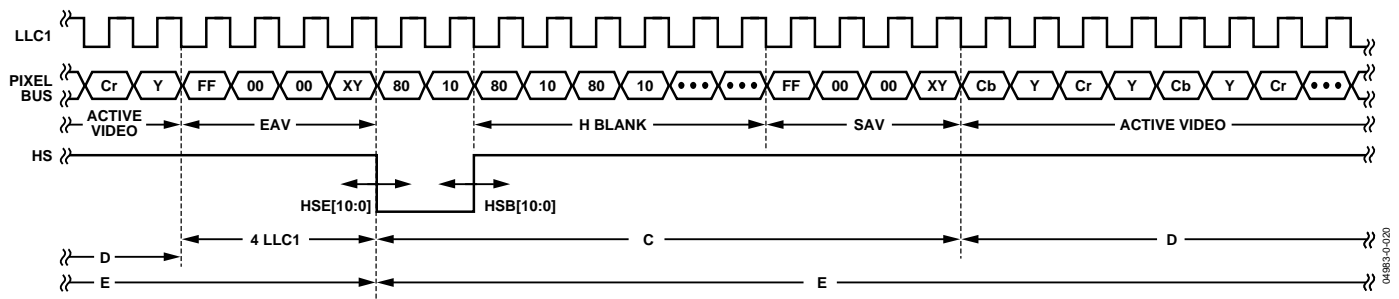 LLC1
PIXEL BUS Cr Y FF 00 00 XY 80 10 80 10 80 10 ••• ••• FF 00 00 XY Cb Y Cr Y Cb Y Cr •••
ACTIVE VIDEO EAV H BLANK SAV ACTIVE VIDEO
HS
HSE[10:0] HSB[10:0]
4 LLC1 C D
D
E E
04983-0-020